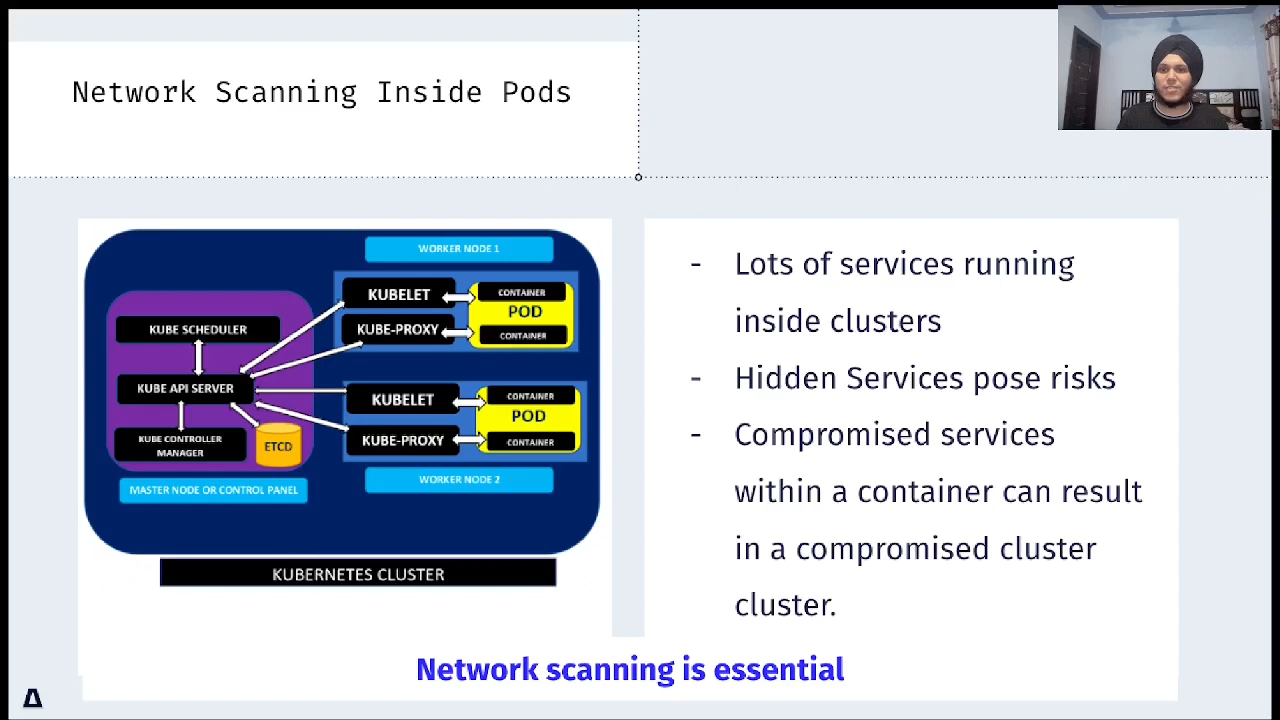 Network Scanning Inside Pods
WORKER NODE 1
KUBELET
CONTAINER
POD
KUBE-PROXY
CONTAINER
KUBE SCHEDULER
KUBE API SERVER
KUBE CONTROLLER
MANAGER
ETCD
MASTER NODE OR CONTROL PANEL
KUBELET
CONTAINER
POD
KUBE-PROXY
CONTAINER
WORKER NODE 2
KUBERNETES CLUSTER
- Lots of services running
inside clusters
- Hidden Services pose risks
- Compromised services
within a container can result
in a compromised cluster
cluster.
Network scanning is essential